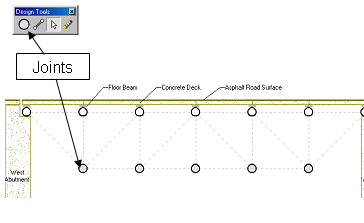 Design Tools
Joints
Floor Beam
Concrete Deck
Asphalt Road Surface
West
Abutment